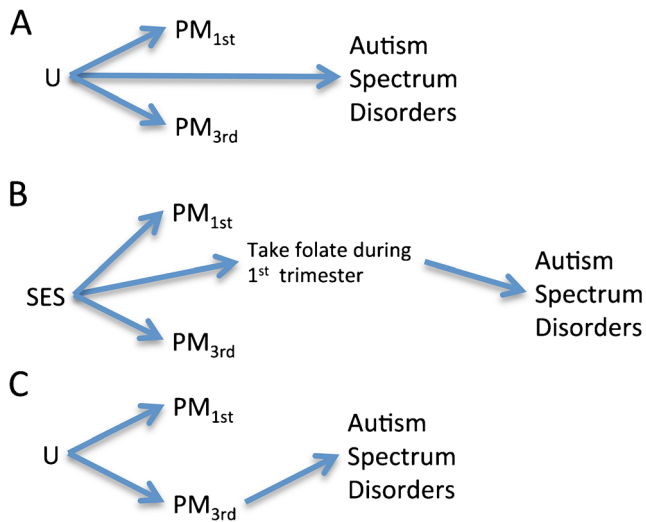 A
PM1st
U
Autism
Spectrum
Disorders
PM3rd
B
PM1st
Take folate during
1st trimester
SES
Autism
Spectrum
Disorders
PM3rd
C
PM1st
U
Autism
Spectrum
Disorders
PM3rd